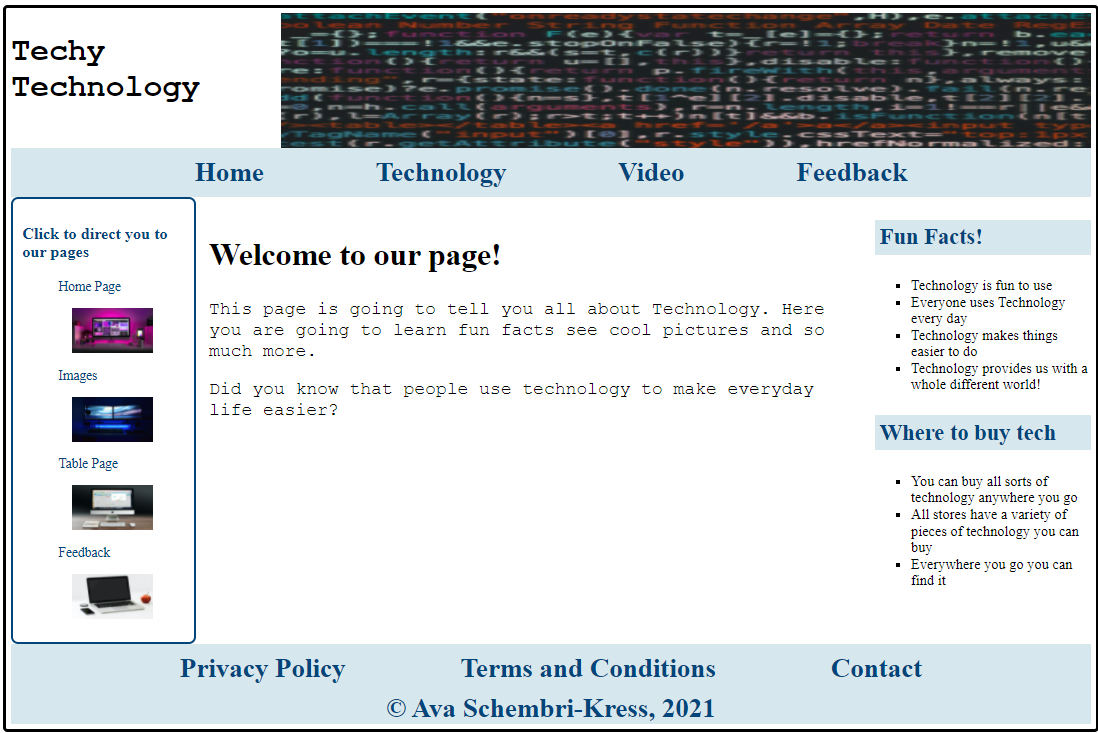 Techy
Technology
Home Technology Video Feedback
Click to direct you to
our pages
Home Page
Images
Table Page
Feedback
Welcome to our page!
This page is going to tell you all about Technology. Here
you are going to learn fun facts see cool pictures and so
much more.
Did you know that people use technology to make everyday
life easier?
Fun Facts!
Technology is fun to use
Everyone uses Technology
every day
Technology makes things
easier to do
Technology provides us with a
whole different world!
Where to buy tech
You can buy all sorts of
technology anywhere you go
All stores have a variety of
pieces of technology you can
buy
Everywhere you go you can
find it
Privacy Policy Terms and Conditions Contact
© Ava Schembri-Kress, 2021